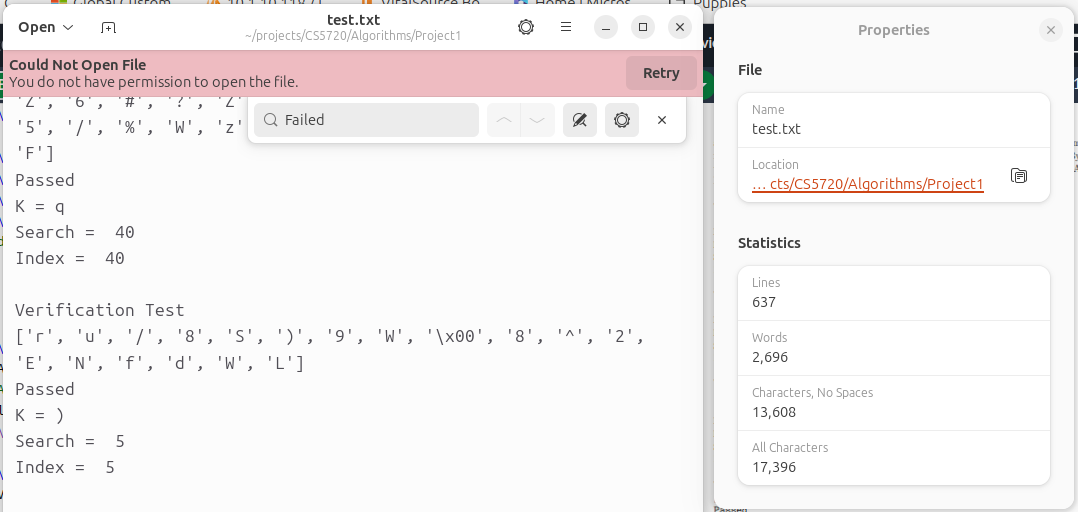 Open
test.txt
~/projects/CS5720/Algorithms/Project1
Could Not Open File
You do not have permission to open the file.
Retry
'Z', '6', '#', '?', 'Z'
'5', '/', '%', 'W', 'z'
'F']
Failed
Passed
K = q
Search =  40
Index =  40
Verification Test
['r', 'u', '/', '8', 'S', ')', '9', 'W', '\x00', '8', '^', '2',
'E', 'N', 'f', 'd', 'W', 'L']
Passed
K = )
Search =  5
Index =  5
Properties
File
Name
test.txt
Location
... cts/CS5720/Algorithms/Project1
Statistics
Lines
637
Words
2,696
Characters, No Spaces
13,608
All Characters
17,396